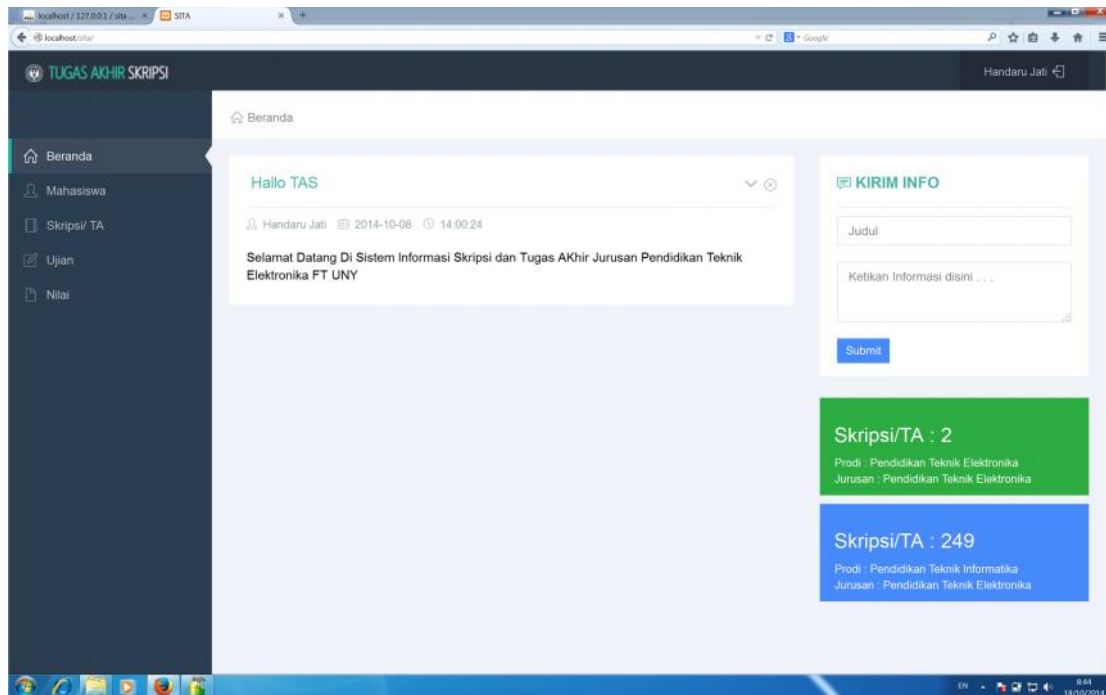 localhost / 127.0.0.1 / sita ...
SITA
localhost/sita/
Google
TUGAS AKHIR SKRIPSI
Handaru Jati
Beranda
Beranda
Mahasiswa
Skripsi/ TA
Ujian
Nilai
Hallo TAS
Handaru Jati 2014-10-08 14:00:24
Selamat Datang Di Sistem Informasi Skripsi dan Tugas AKhir Jurusan Pendidikan Teknik
Elektronika FT UNY
KIRIM INFO
Judul
Ketikan Informasi disini . . .
Submit
Skripsi/TA : 2
Prodi : Pendidikan Teknik Elektronika
Jurusan : Pendidikan Teknik Elektronika
Skripsi/TA : 249
Prodi : Pendidikan Teknik Informatika
Jurusan : Pendidikan Teknik Elektronika
EN
8:44
18/10/2014